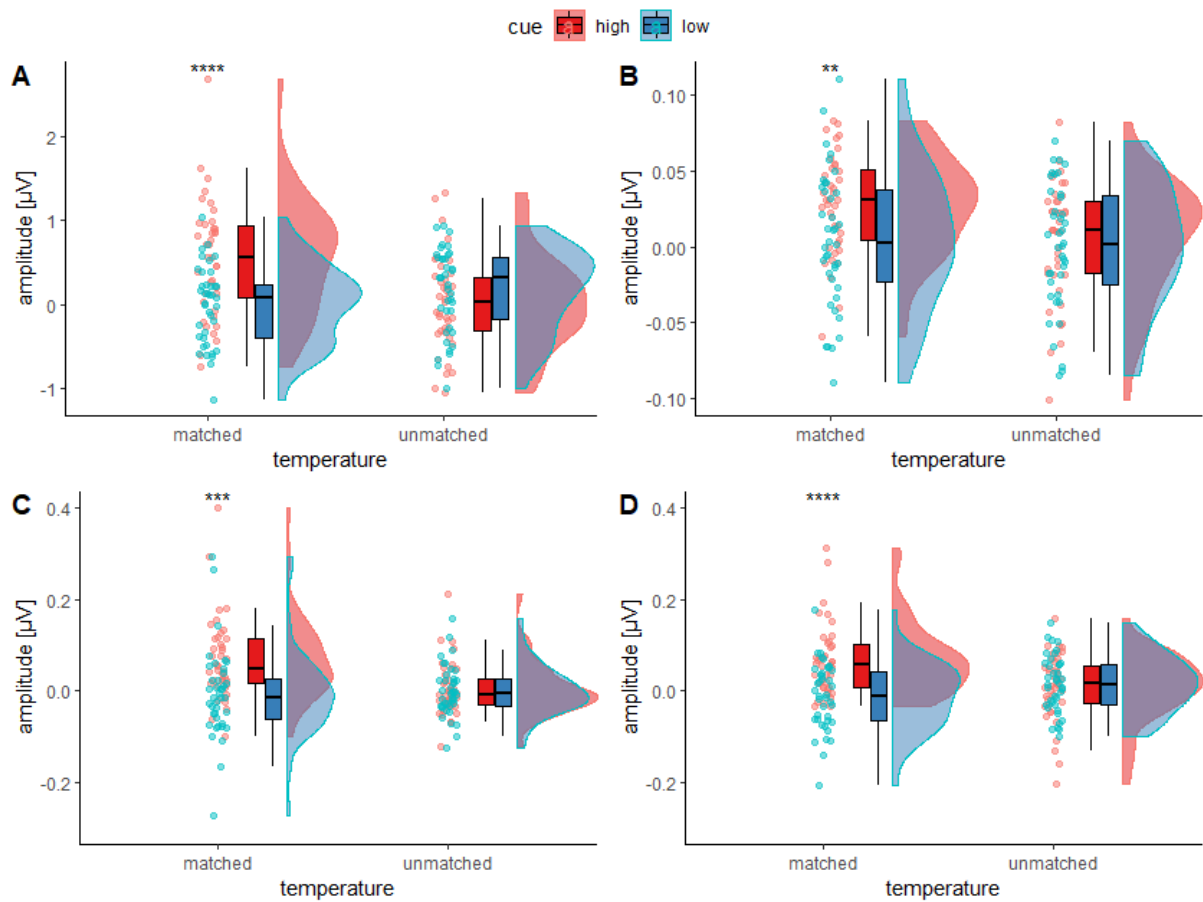 cue a high a low
A
****
2
1
0
-1
amplitude [µV]
matched unmatched
temperature
B
**
0.10
0.05
0.00
-0.05
-0.10
amplitude [µV]
matched unmatched
temperature
C
***
0.4
0.2
0.0
-0.2
amplitude [µV]
matched unmatched
temperature
D
****
0.4
0.2
0.0
-0.2
amplitude [µV]
matched unmatched
temperature